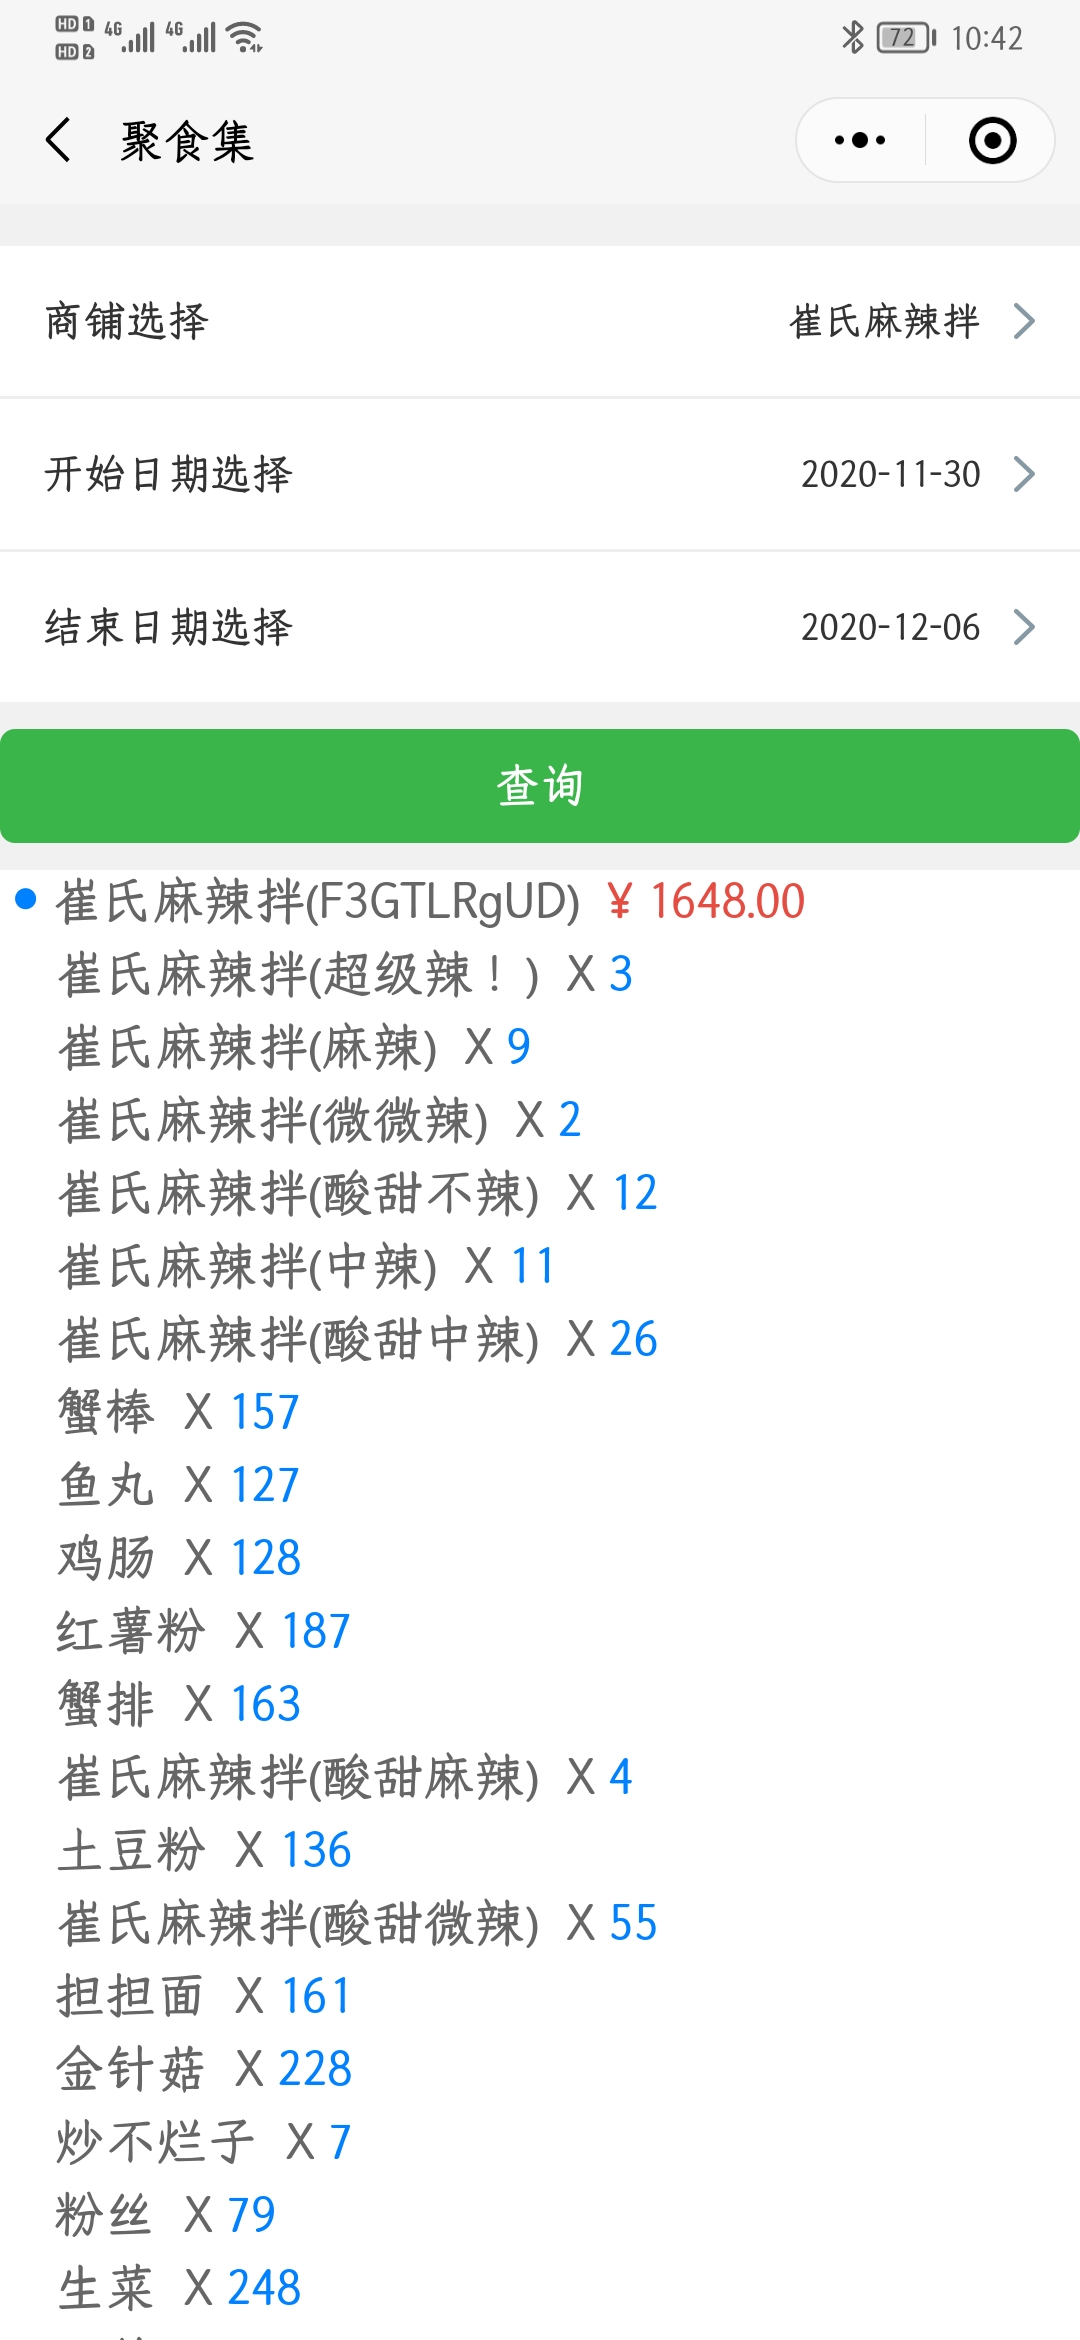 HD 1 4G 4G 72 10:42
HD 2
聚食集
商铺选择 崔氏麻辣拌
开始日期选择 2020-11-30
结束日期选择 2020-12-06
查询
崔氏麻辣拌(F3GTLRgUD) ¥ 1648.00
崔氏麻辣拌(超级辣！) X 3
崔氏麻辣拌(麻辣) X 9
崔氏麻辣拌(微微辣) X 2
崔氏麻辣拌(酸甜不辣) X 12
崔氏麻辣拌(中辣) X 11
崔氏麻辣拌(酸甜中辣) X 26
蟹棒 X 157
鱼丸 X 127
鸡肠 X 128
红薯粉 X 187
蟹排 X 163
崔氏麻辣拌(酸甜麻辣) X 4
土豆粉 X 136
崔氏麻辣拌(酸甜微辣) X 55
担担面 X 161
金针菇 X 228
炒不烂子 X 7
粉丝 X 79
生菜 X 248